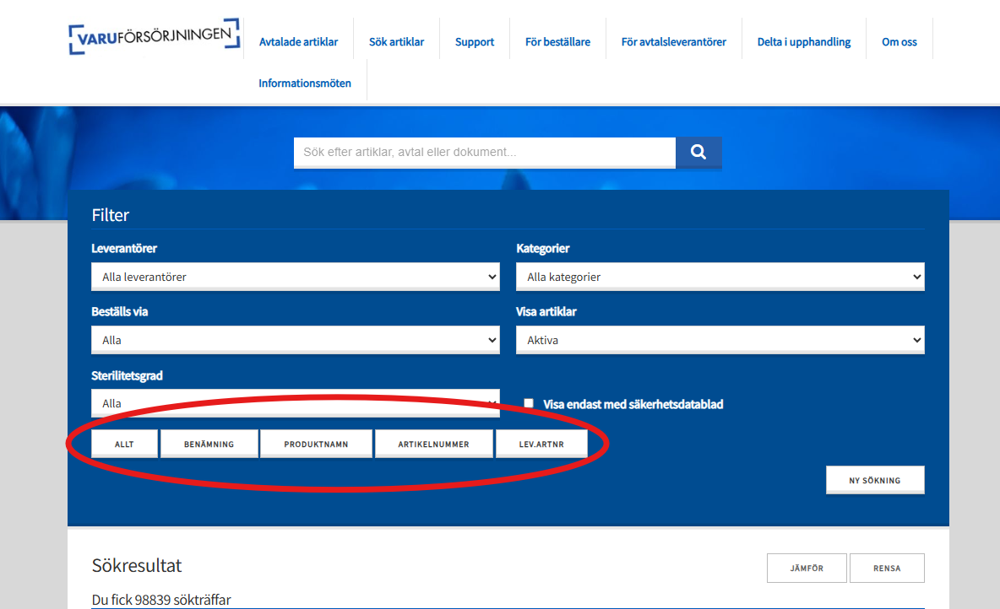 VARUFÖRSÖRJNINGEN
Avtalade artiklar
Sök artiklar
Support
För beställare
För avtalsleverantörer
Delta i upphandling
Om oss
Informationsmöten
Sök efter artiklar, avtal eller dokument...
Filter
Leverantörer
Kategorier
Alla leverantörer
Alla kategorier
Beställs via
Visa artiklar
Alla
Aktiva
Sterilitetsgrad
Alla
Visa endast med säkerhetsdatablad
ALLT
BENÄMNING
PRODUKTNAMN
ARTIKELNUMMER
LEV.ARTNR
NY SÖKNING
Sökresultat
JÄMFÖR
RENSA
Du fick 98839 sökträffar